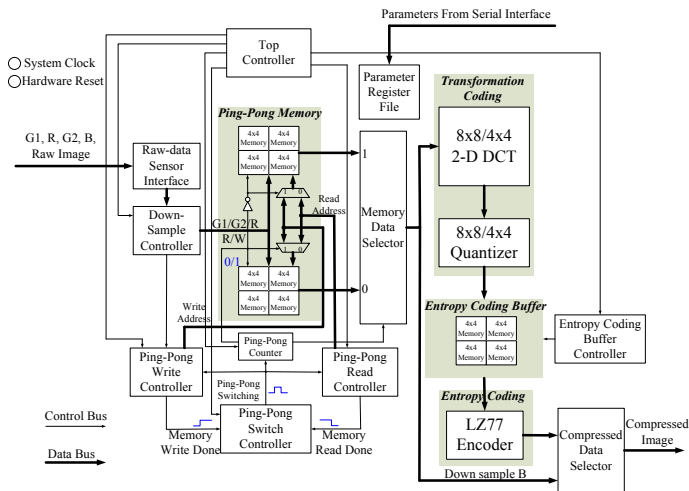 Parameters From Serial Interface
System Clock
Hardware Reset
Top
Controller
Parameter
Register
File
Transformation
Coding
Ping-Pong Memory
G1, R, G2, B,
Raw Image
Raw-data
Sensor
Interface
4x4
Memory
4x4
Memory
4x4
Memory
4x4
Memory
1
8x8/4x4
2-D DCT
1 0
Read
Address
Down-
Sample
Controller
G1/G2/R
R/W
Memory
Data
Selector
8x8/4x4
Quantizer
1 0
0/1
4x4
Memory
4x4
Memory
4x4
Memory
4x4
Memory
0
Write
Address
Entropy Coding Buffer
4x4
Memory
4x4
Memory
4x4
Memory
4x4
Memory
Entropy Coding
Buffer
Controller
Ping-Pong
Counter
Ping-Pong
Write
Controller
Ping-Pong
Read
Controller
Ping-Pong
Switching
Entropy Coding
Control Bus
Ping-Pong
Switch
Controller
LZ77
Encoder
Memory
Write Done
Memory
Read Done
Compressed
Data
Selector
Compressed
Image
Data Bus
Down sample B